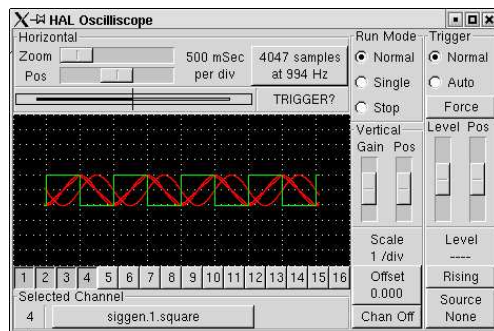 HAL Oscilliscope
Horizontal
Zoom
Pos
500 mSec
per div
4047 samples
at 994 Hz
TRIGGER?
Run Mode
Normal
Single
Stop
Trigger
Normal
Auto
Force
Vertical
Gain Pos
Scale
1 /div
Offset
0.000
Chan Off
Level Pos
Level
----
Rising
Source
None
1 2 3 4 5 6 7 8 9 10 11 12 13 14 15 16
Selected Channel
4 siggen.1.square